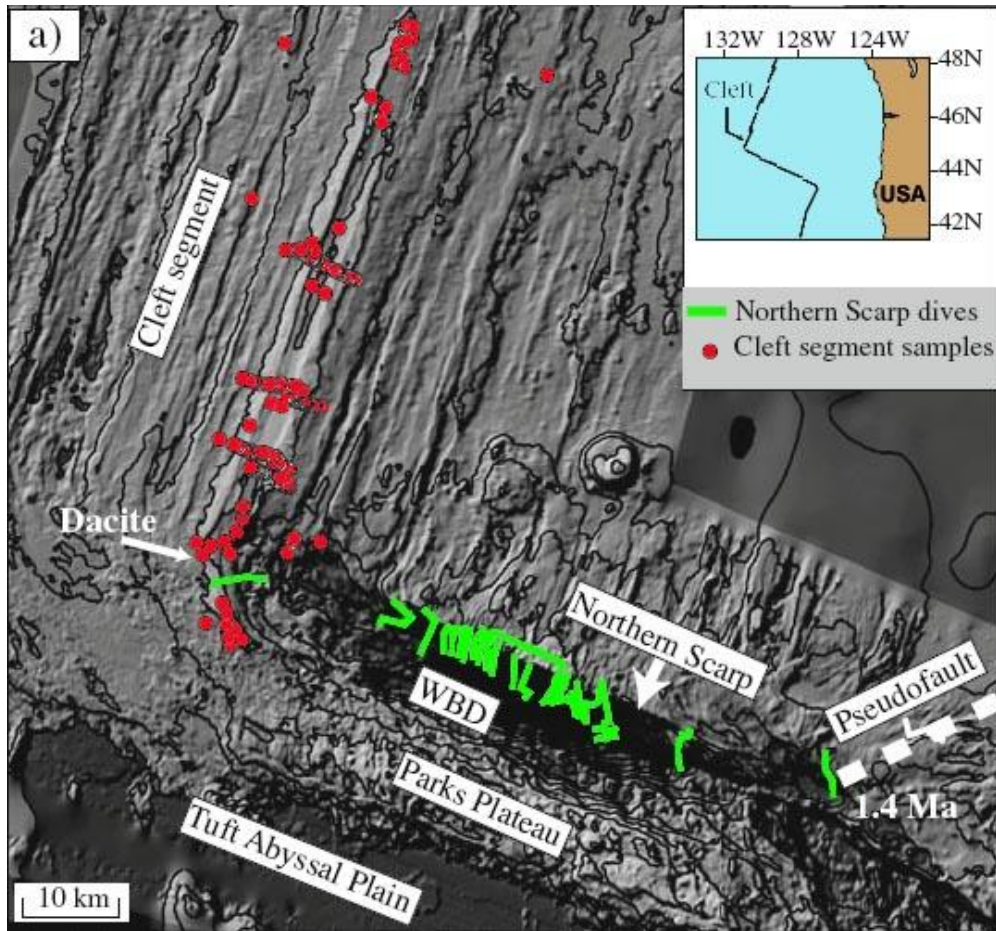 a)
132W 128W 124W
48N
Cleft
46N
44N
USA
42N
Northern Scarp dives
Cleft segment samples
Cleft segment
Dacite
Northern Scarp
WBD
Pseudofault
Parks Plateau
1.4 Ma
Tuft Abyssal Plain
10 km